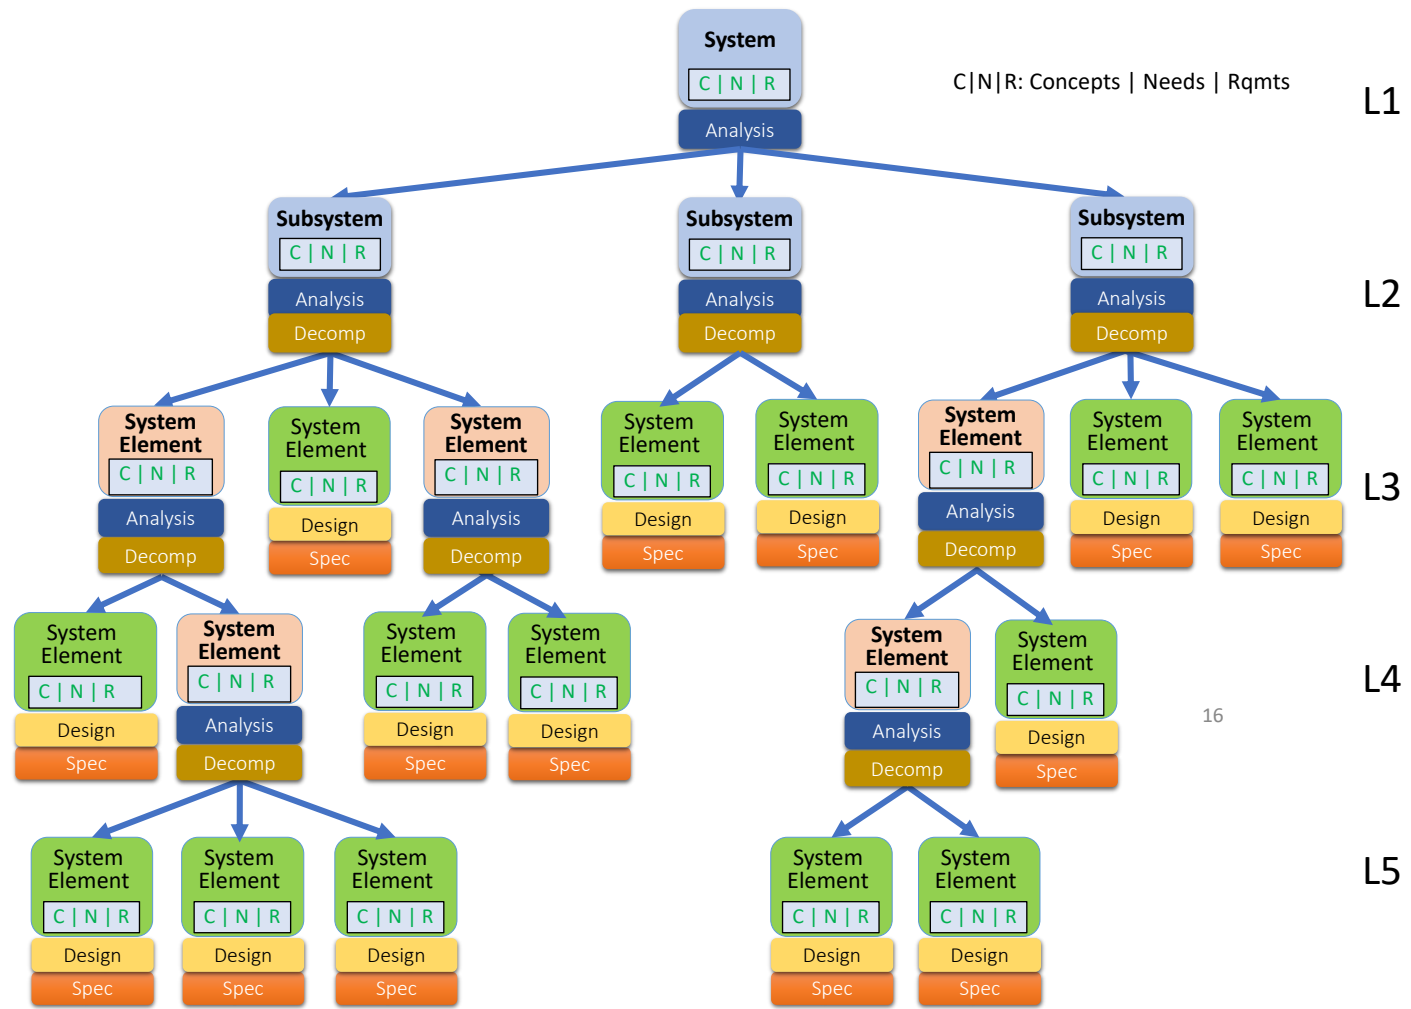 System
C | N | R
C|N|R: Concepts | Needs | Rqmts
L1
Analysis
Subsystem
C | N | R
Analysis
Decomp
Subsystem
C | N | R
Analysis
Decomp
Subsystem
C | N | R
Analysis
Decomp
L2
System
Element
C | N | R
Analysis
Decomp
System
Element
C | N | R
Design
Spec
System
Element
C | N | R
Analysis
Decomp
System
Element
C | N | R
Design
Spec
System
Element
C | N | R
Design
Spec
System
Element
C | N | R
Analysis
Decomp
System
Element
C | N | R
Design
Spec
System
Element
C | N | R
Design
Spec
L3
System
Element
C | N | R
Design
Spec
System
Element
C | N | R
Analysis
Decomp
System
Element
C | N | R
Design
Spec
System
Element
C | N | R
Design
Spec
System
Element
C | N | R
Analysis
Decomp
System
Element
C | N | R
Design
Spec
L4
16
System
Element
C | N | R
Design
Spec
System
Element
C | N | R
Design
Spec
System
Element
C | N | R
Design
Spec
System
Element
C | N | R
Design
Spec
System
Element
C | N | R
Design
Spec
L5